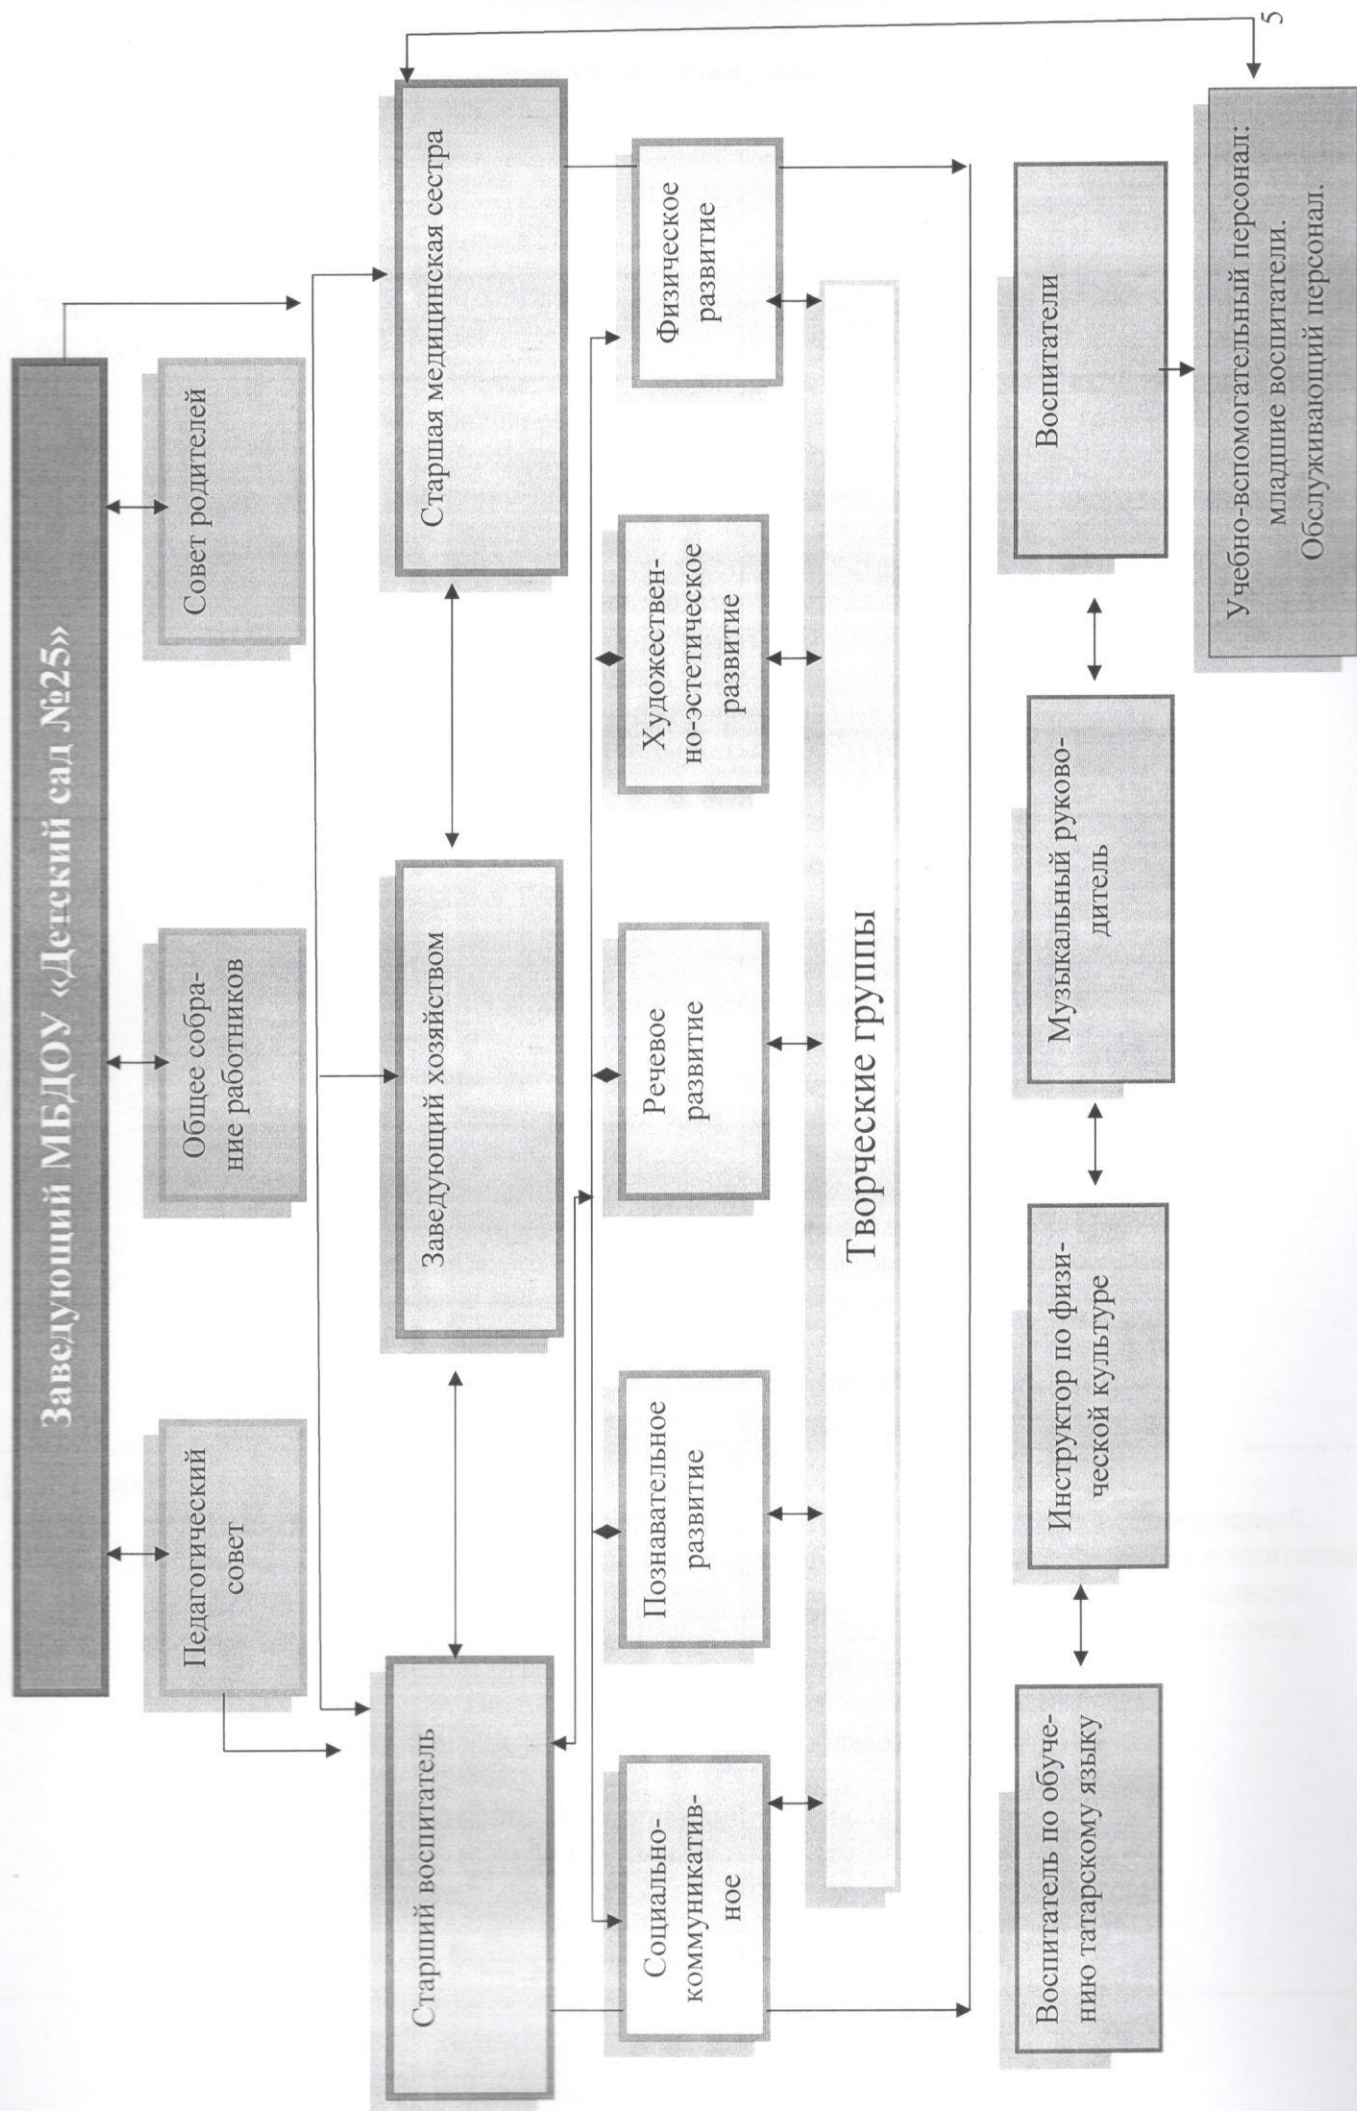 Заведующий МБДОУ «Детский сад №25»
Педагогический
совет
Общее собра-
ние работников
Совет родителей
Старший воспитатель
Заведующий хозяйством
Старшая медицинская сестра
Социально-
коммуникатив-
ное
Познавательное
развитие
Речевое
развитие
Художествен-
но-эстетическое
развитие
Физическое
развитие
Творческие группы
Воспитатель по обуче-
нию татарскому языку
Инструктор по физи-
ческой культуре
Музыкальный руково-
дитель
Воспитатели
Учебно-вспомогательный персонал:
младшие воспитатели.
Обслуживающий персонал.
5